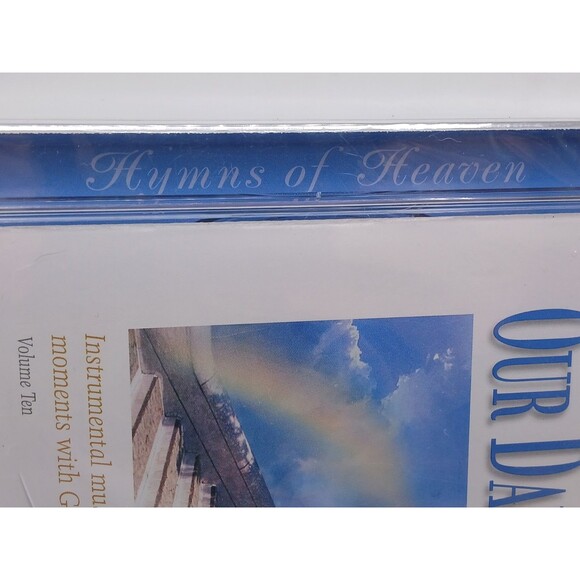 Hymns of Heaven
OUR DA
Instrumental mu
moments with G
Volume Ten